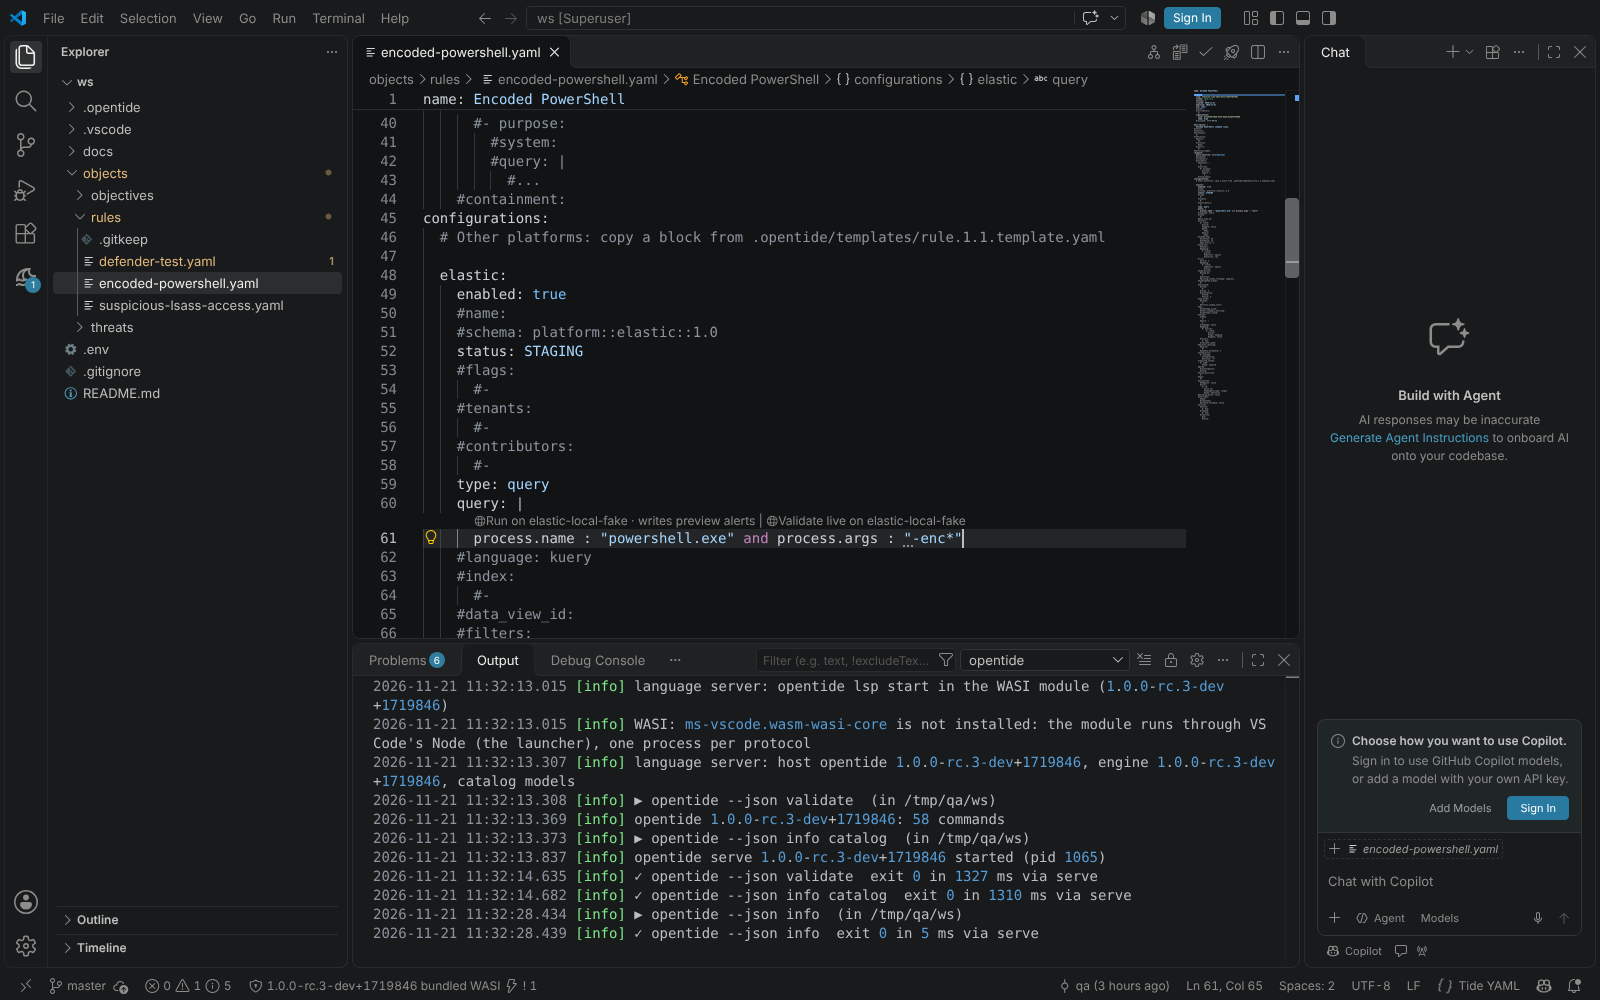 File Edit Selection View Go Run Terminal Help
ws [Superuser]
Sign In
Explorer
ws
.opentide
.vscode
docs
objects
objectives
rules
.gitkeep
defender-test.yaml 1
encoded-powershell.yaml
suspicious-lsass-access.yaml
threats
.env
.gitignore
README.md
Outline
Timeline
1
encoded-powershell.yaml
objects > rules > encoded-powershell.yaml > Encoded PowerShell > {} configurations > {} elastic > abc query
1 name: Encoded PowerShell
40 #- purpose:
41 #system:
42 #query: |
43 #...
44 #containment:
45 configurations:
46 # Other platforms: copy a block from .opentide/templates/rule.1.1.template.yaml
47
48 elastic:
49 enabled: true
50 #name:
51 #schema: platform::elastic::1.0
52 status: STAGING
53 #flags:
54 #-
55 #tenants:
56 #-
57 #contributors:
58 #-
59 type: query
60 query: |
Run on elastic-local-fake · writes preview alerts | Validate live on elastic-local-fake
61 process.name : "powershell.exe" and process.args : "-enc*"
62 #language: kuery
63 #index:
64 #-
65 #data_view_id:
66 #filters:
Problems 6 Output Debug Console ···
Filter (e.g. text, !excludeTex...
opentide
2026-11-21 11:32:13.015 [info] language server: opentide lsp start in the WASI module (1.0.0-rc.3-dev
+1719846)
2026-11-21 11:32:13.015 [info] WASI: ms-vscode.wasm-wasi-core is not installed: the module runs through VS
Code's Node (the launcher), one process per protocol
2026-11-21 11:32:13.307 [info] language server: host opentide 1.0.0-rc.3-dev+1719846, engine 1.0.0-rc.3-dev
+1719846, catalog models
2026-11-21 11:32:13.308 [info] ▶ opentide --json validate (in /tmp/qa/ws)
2026-11-21 11:32:13.369 [info] opentide 1.0.0-rc.3-dev+1719846: 58 commands
2026-11-21 11:32:13.373 [info] ▶ opentide --json info catalog (in /tmp/qa/ws)
2026-11-21 11:32:13.837 [info] opentide serve 1.0.0-rc.3-dev+1719846 started (pid 1065)
2026-11-21 11:32:14.635 [info] ✓ opentide --json validate exit 0 in 1327 ms via serve
2026-11-21 11:32:14.682 [info] ✓ opentide --json info catalog exit 0 in 1310 ms via serve
2026-11-21 11:32:28.434 [info] ▶ opentide --json info (in /tmp/qa/ws)
2026-11-21 11:32:28.439 [info] ✓ opentide --json info exit 0 in 5 ms via serve
Chat
Build with Agent
AI responses may be inaccurate
Generate Agent Instructions to onboard AI
onto your codebase.
Choose how you want to use Copilot.
Sign in to use GitHub Copilot models,
or add a model with your own API key.
Add Models Sign In
encoded-powershell.yaml
Chat with Copilot
Agent Models
Copilot
master 0 1 5 1.0.0-rc.3-dev+1719846 bundled WASI ! 1
qa (3 hours ago) Ln 61, Col 65 Spaces: 2 UTF-8 LF {} Tide YAML